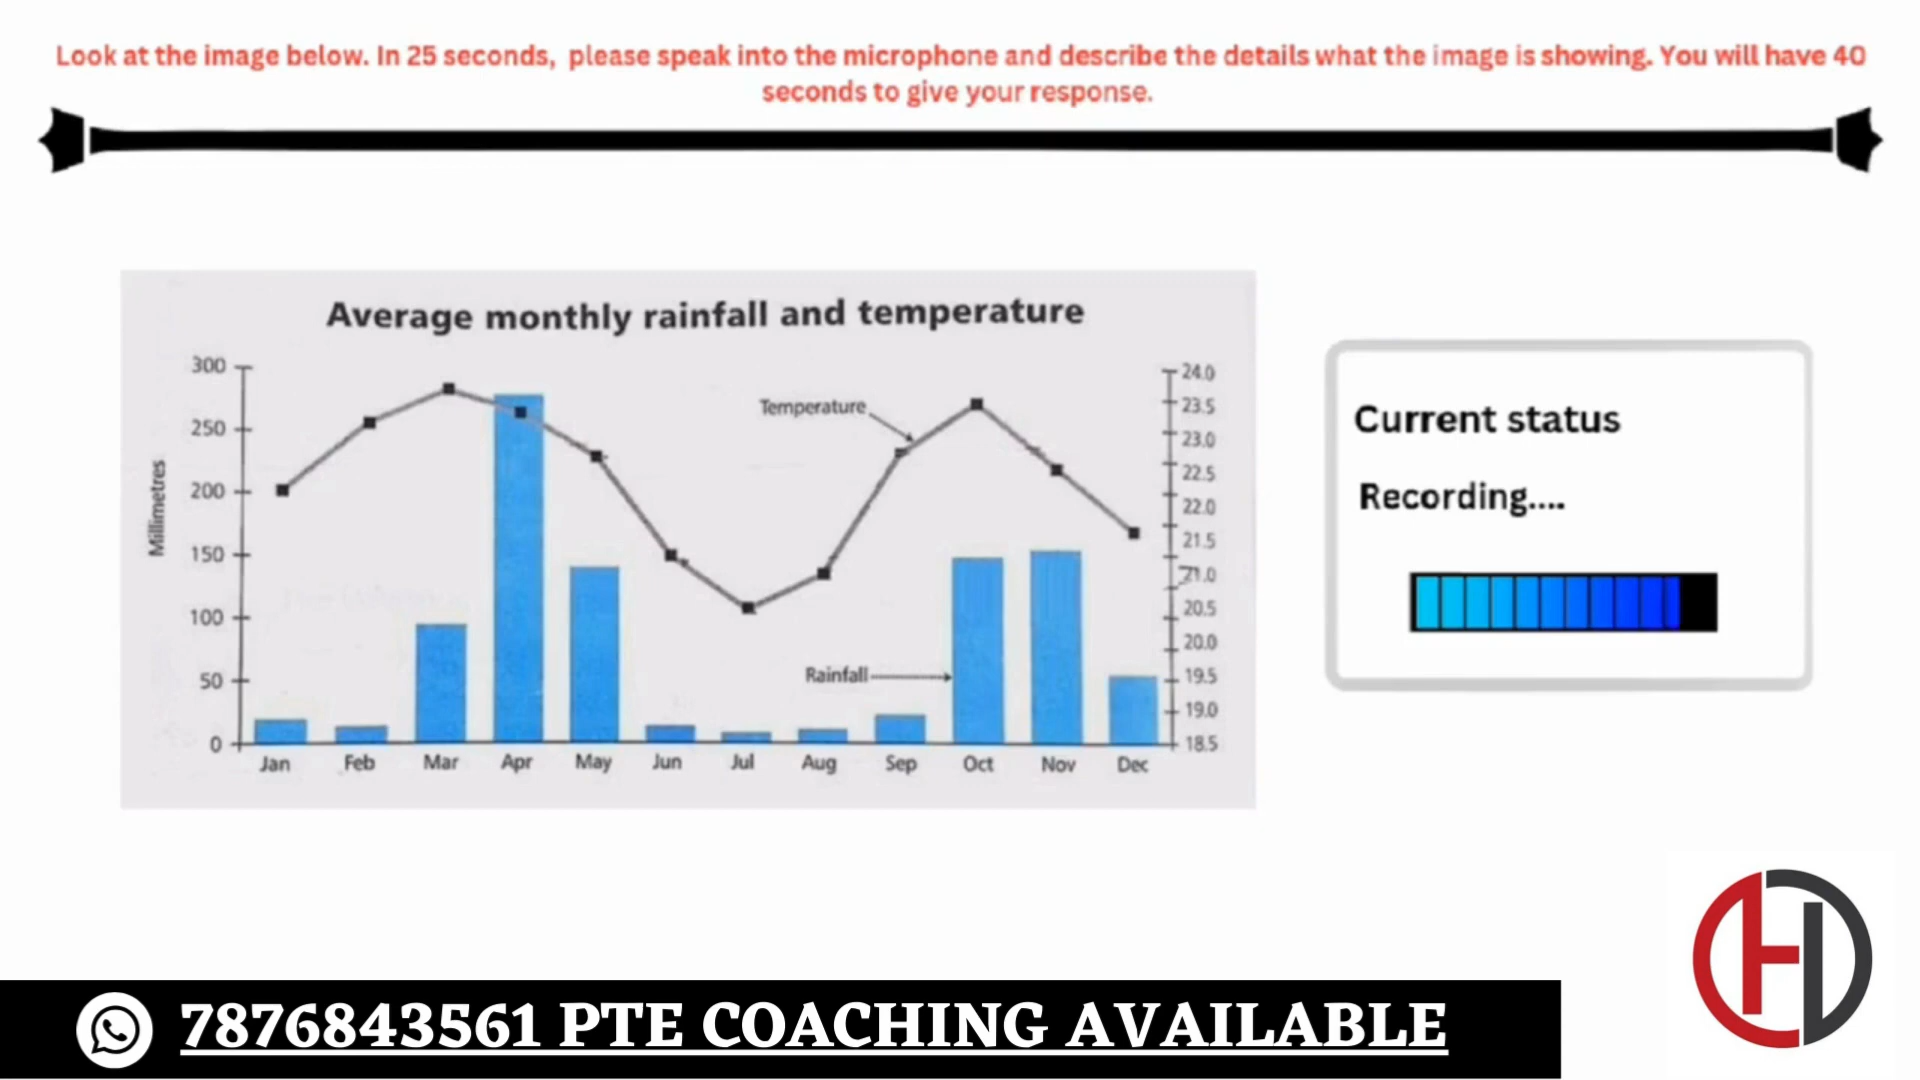 Look at the image below. In 25 seconds, please speak into the microphone and describe the details what the image is showing. You will have 40
seconds to give your response.
Average monthly rainfall and temperature
Millimetres
300
250
200
150
100
50
0
Temperature
Rainfall
24.0
23.5
23.0
22.5
22.0
21.5
21.0
20.5
20.0
19.5
19.0
18.5
Jan Feb Mar Apr May Jun Jul Aug Sep Oct Nov Dec
Current status
Recording....
7876843561 PTE COACHING AVAILABLE